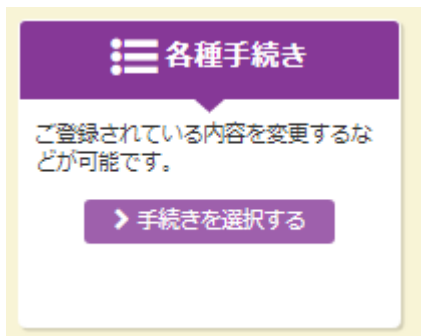 各種手続き
ご登録されている内容を変更するな
どが可能です。
手続きを選択する